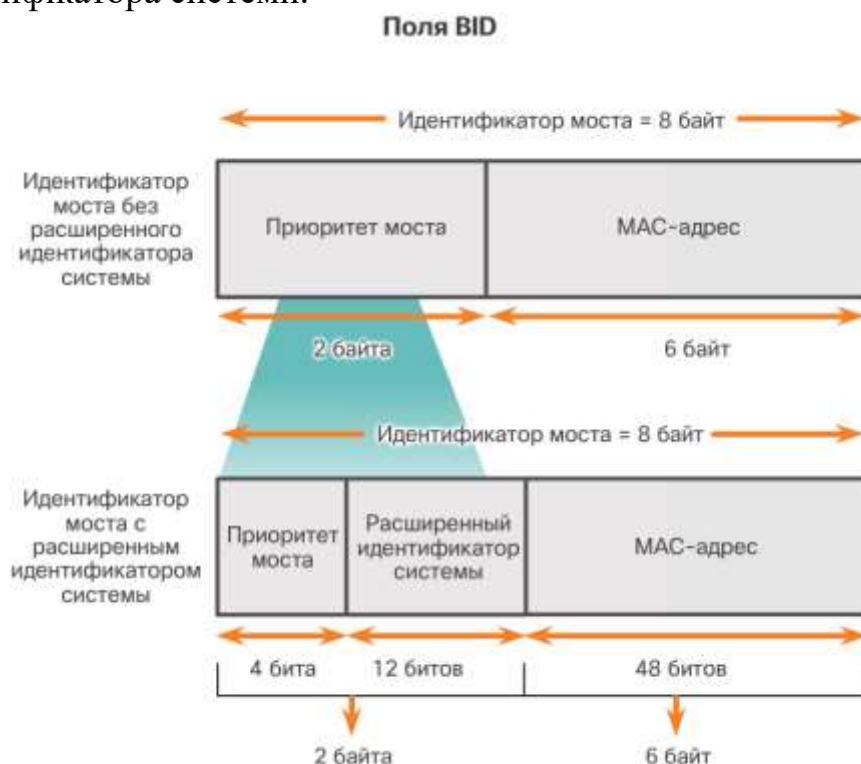 ификатора системи.
Поля BID
Идентификатор моста = 8 байт
Идентификатор
моста без
расширенного
идентификатора
системы
Приоритет моста
MAC-адрес
2 байта
6 байт
Идентификатор моста = 8 байт
Идентификатор
моста с
расширенным
идентификатором
системы
Приоритет
моста
Расширенный
идентификатор
системы
MAC-адрес
4 бита
12 битов
48 битов
2 байта
6 байт